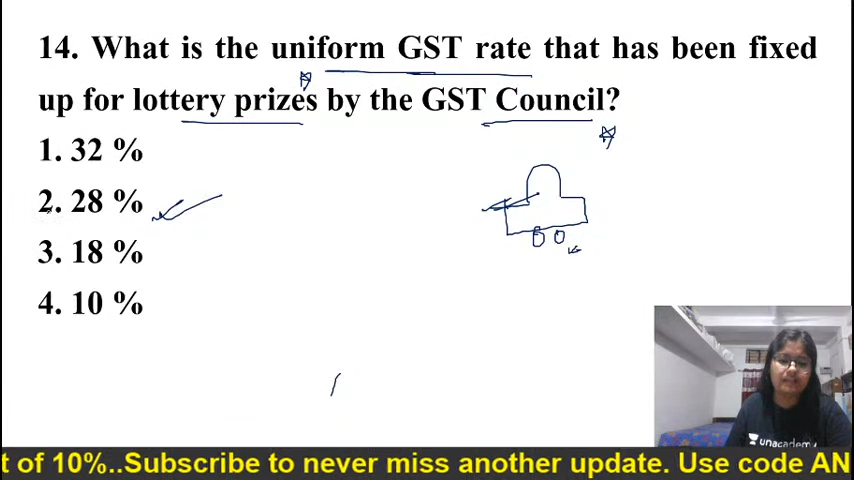 14. What is the uniform GST rate that has been fixed
up for lottery prizes by the GST Council?
1. 32 %
2. 28 %
3. 18 %
4. 10 %
unacademy
t of 10%..Subscribe to never miss another update. Use code AN